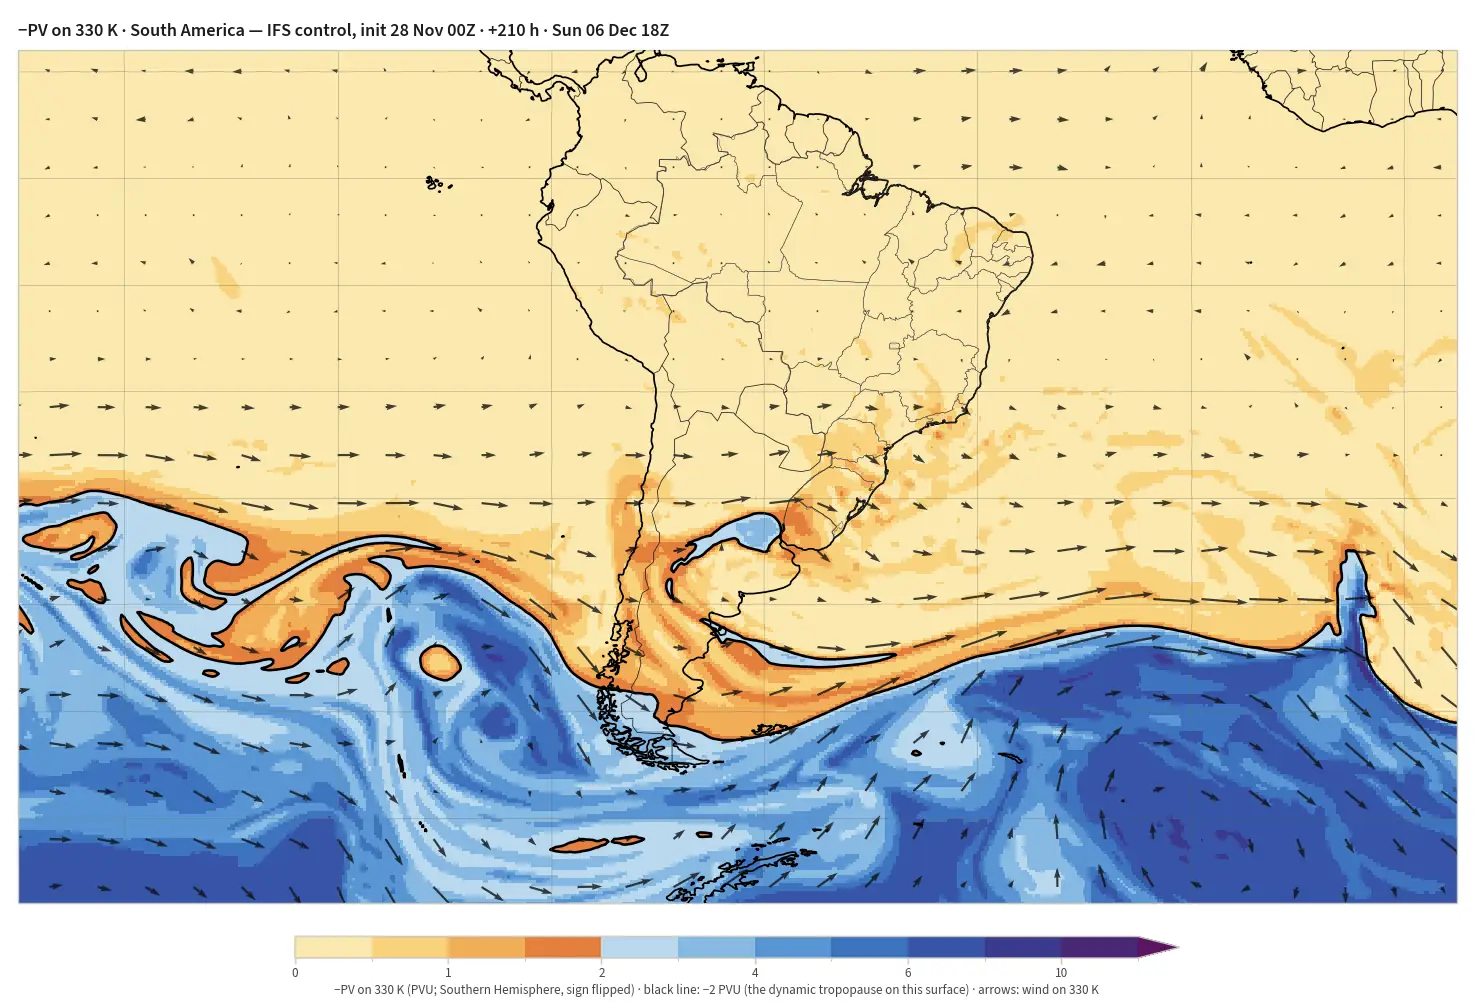 −PV on 330 K · South America — IFS control, init 28 Nov 00Z · +210 h · Sun 06 Dec 18Z
0 1 2 4 6 10
−PV on 330 K (PVU; Southern Hemisphere, sign flipped) · black line: −2 PVU (the dynamic tropopause on this surface) · arrows: wind on 330 K